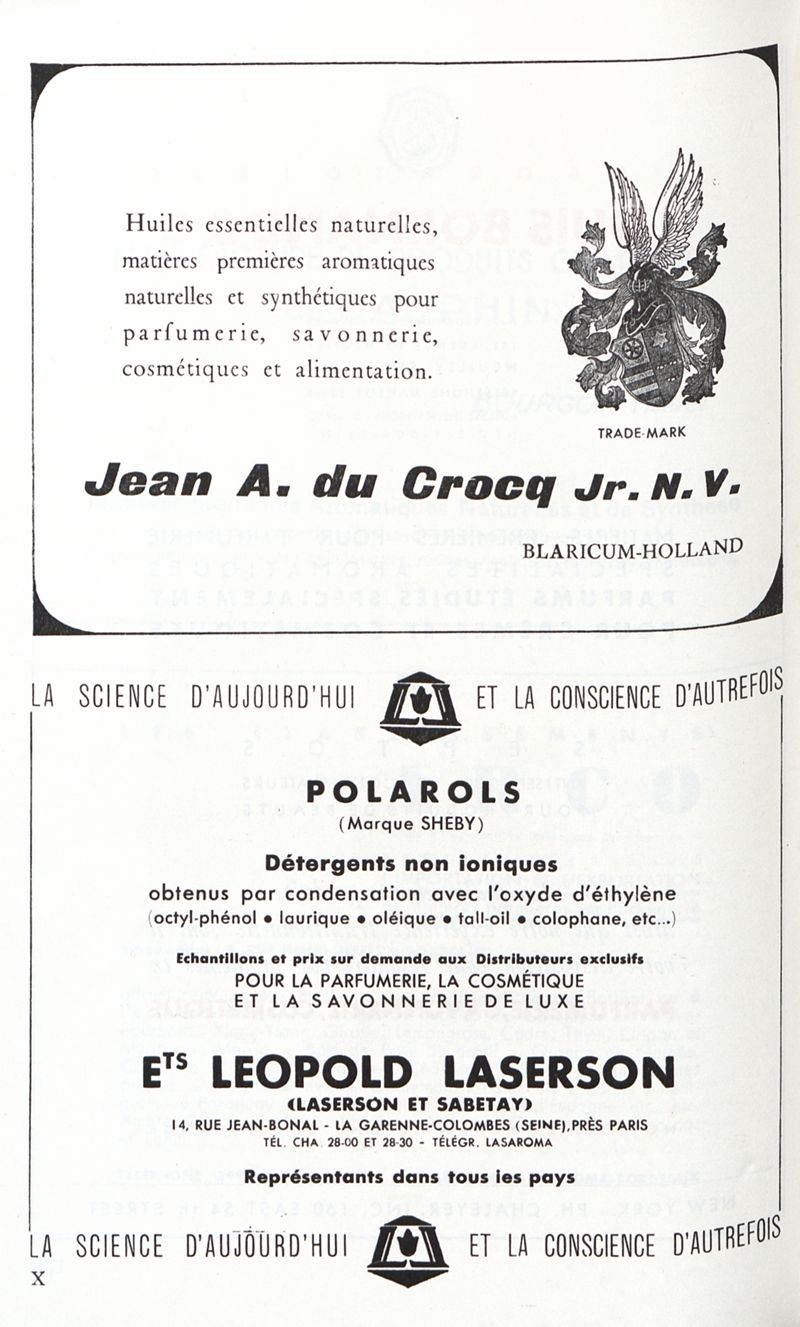 Huiles essentielles naturelles,
matières premières aromatiques
naturelles et synthétiques pour
parfumerie, savonnerie,
cosmétiques et alimentation.
TRADE-MARK
Jean A. du Crocq Jr. N. V.
BLARICUM-HOLLAND
LA SCIENCE D'AUJOURD'HUI ET LA CONSCIENCE D'AUTREFOIS
POLAROLS
(Marque SHEBY)
Détergents non ioniques
obtenus par condensation avec l'oxyde d'éthylène
(octyl-phénol • laurique • oléique • tall-oil • colophane, etc...)
Echantillons et prix sur demande aux Distributeurs exclusifs
POUR LA PARFUMERIE, LA COSMÉTIQUE
ET LA SAVONNERIE DE LUXE
ETS LEOPOLD LASERSON
(LASERSON ET SABETAY)
14, RUE JEAN-BONAL - LA GARENNE-COLOMBES (SEINE), PRÈS PARIS
TÉL. CHA. 28-00 ET 28-30 - TÉLÉGR. LASAROMA
Représentants dans tous les pays
LA SCIENCE D'AUJOURD'HUI ET LA CONSCIENCE D'AUTREFOIS
X